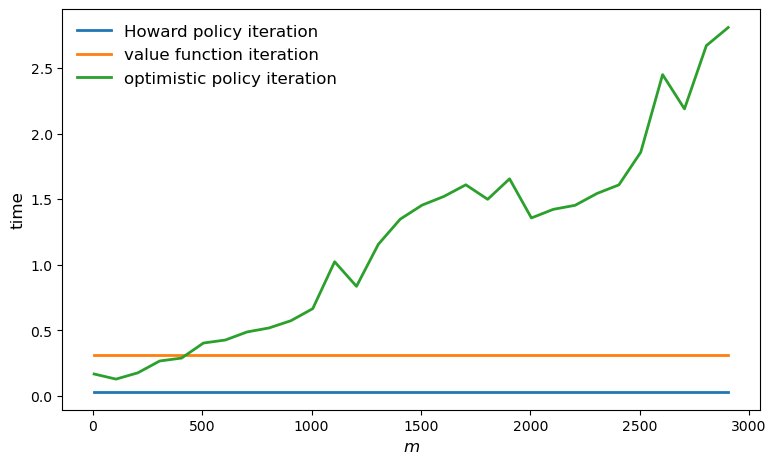 Howard policy iteration
value function iteration
optimistic policy iteration
time
2.5
2.0
1.5
1.0
0.5
0.0
0
500
1000
1500
2000
2500
3000
m